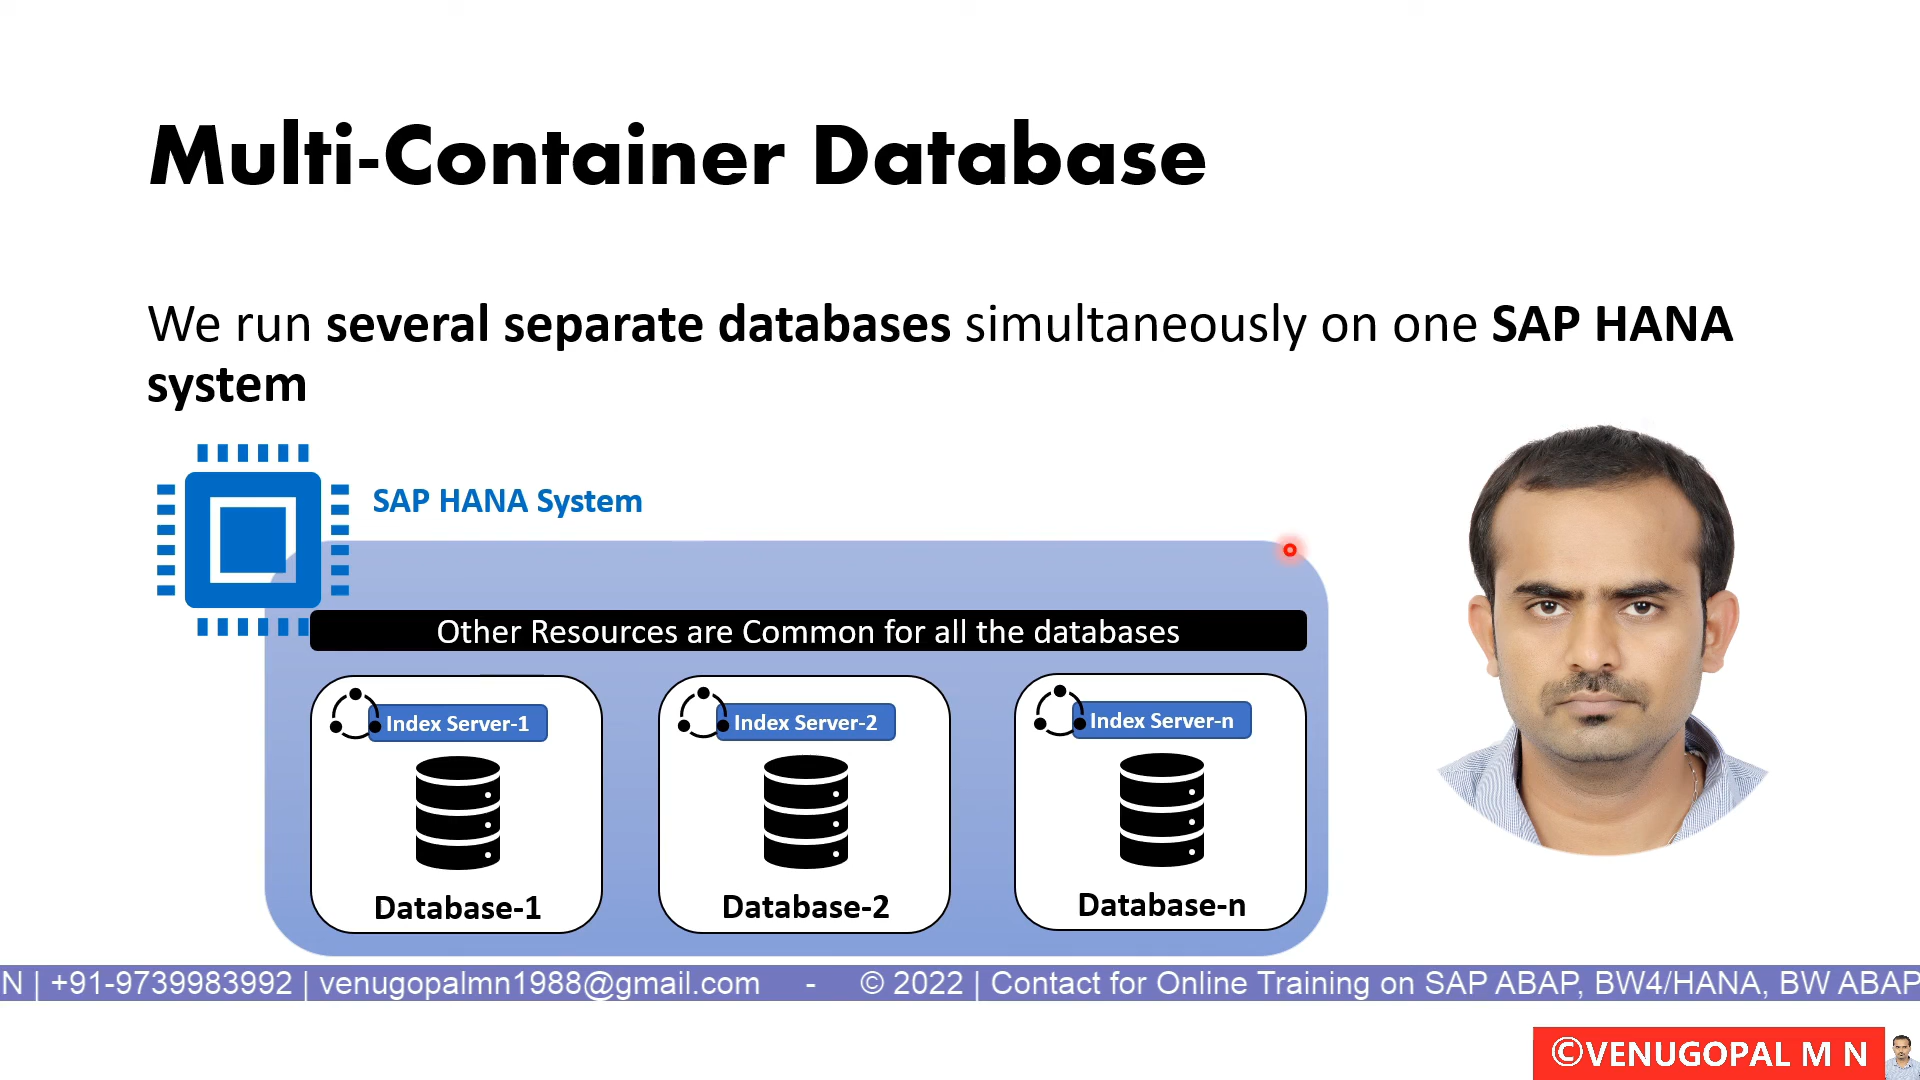 Multi-Container Database
We run several separate databases simultaneously on one SAP HANA
system
SAP HANA System
Other Resources are Common for all the databases
Index Server-1
Index Server-2
Index Server-n
Database-1
Database-2
Database-n
N | +91-9739983992 | venugopalmn1988@gmail.com - © 2022 | Contact for Online Training on SAP ABAP, BW4/HANA, BW ABAP
©VENUGOPAL M N